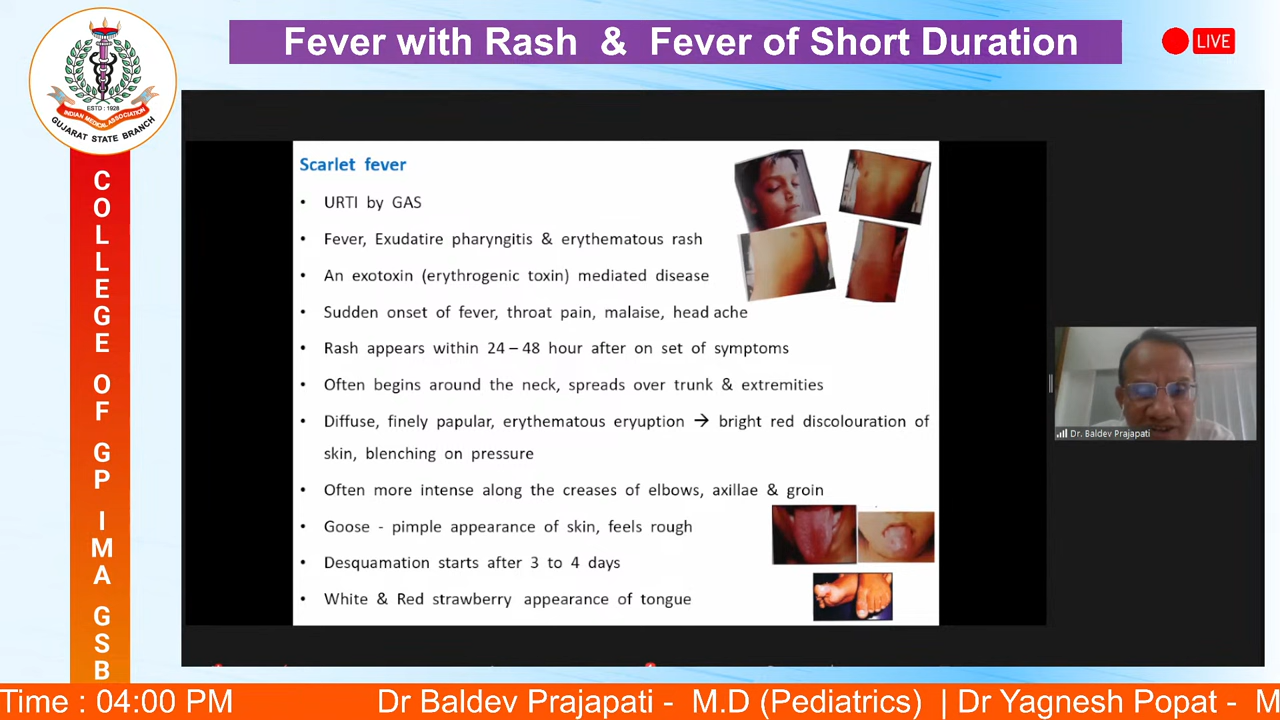 Fever with Rash & Fever of Short Duration
LIVE
ESTD : 1928
INDIAN MEDICAL ASSOCIATION
GUJARAT STATE BRANCH
COLLEGE OF GP IMA GSB
Scarlet fever
• URTI by GAS
• Fever, Exudatire pharyngitis & erythematous rash
• An exotoxin (erythrogenic toxin) mediated disease
• Sudden onset of fever, throat pain, malaise, head ache
• Rash appears within 24 – 48 hour after on set of symptoms
• Often begins around the neck, spreads over trunk & extremities
• Diffuse, finely papular, erythematous eryuption → bright red discolouration of
skin, blenching on pressure
• Often more intense along the creases of elbows, axillae & groin
• Goose - pimple appearance of skin, feels rough
• Desquamation starts after 3 to 4 days
• White & Red strawberry appearance of tongue
Dr. Baldev Prajapati
Time : 04:00 PM Dr Baldev Prajapati - M.D (Pediatrics) | Dr Yagnesh Popat - M